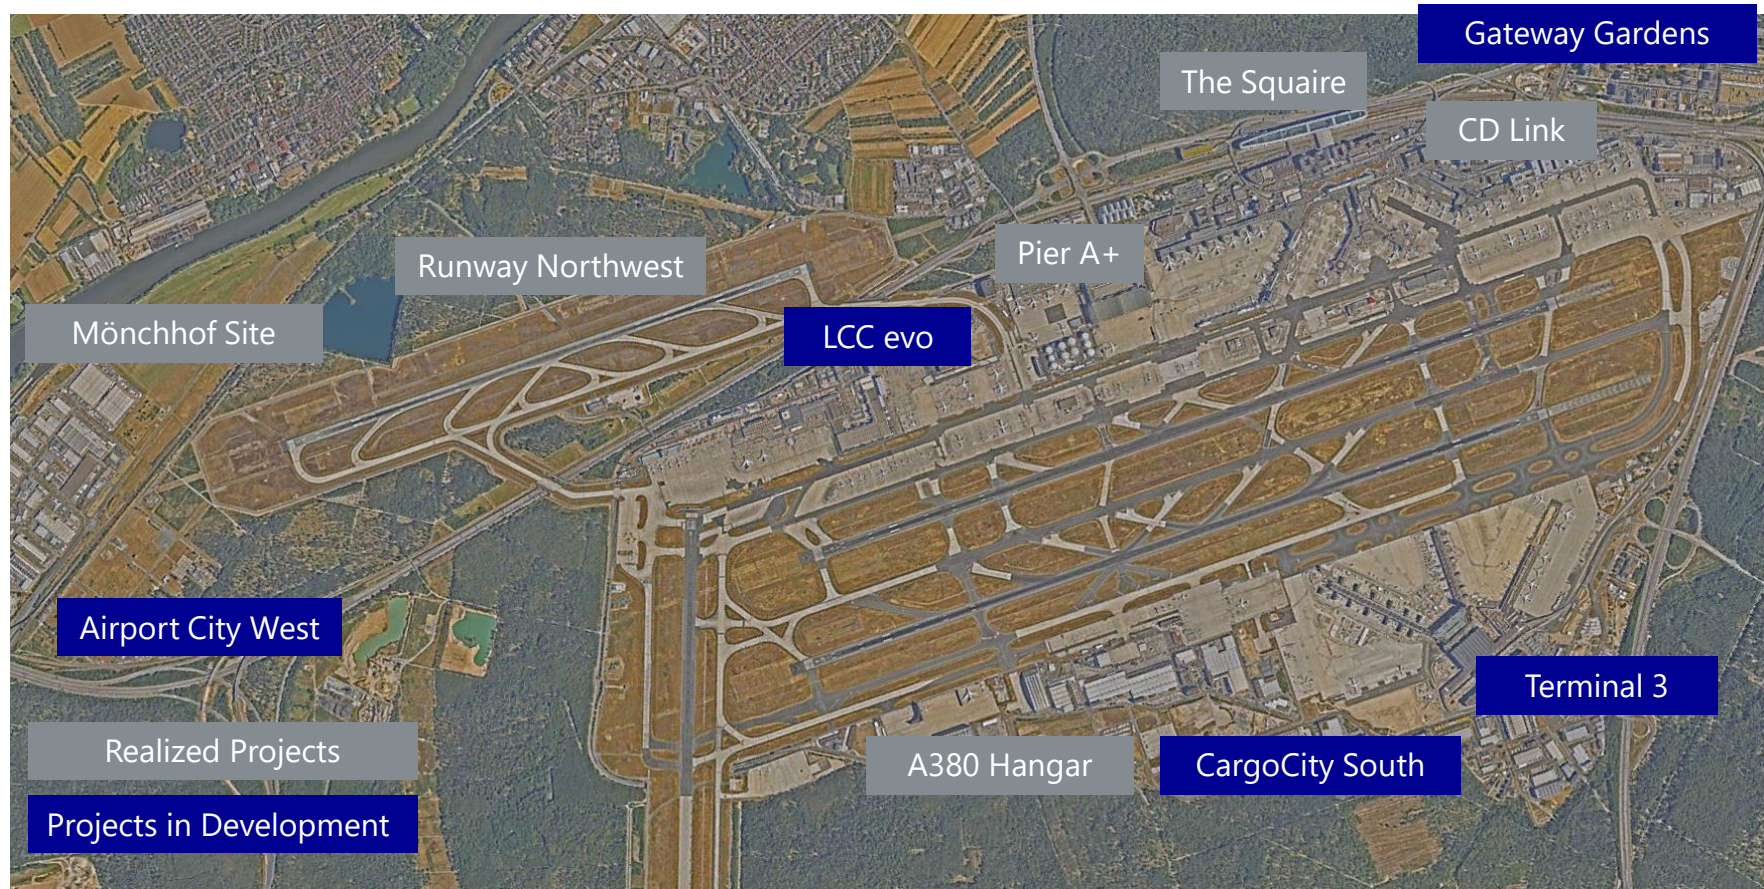 Gateway Gardens
The Squaire
CD Link
Pier A+
Runway Northwest
Mönchhof Site
LCC evo
Airport City West
Terminal 3
Realized Projects
A380 Hangar
CargoCity South
Projects in Development